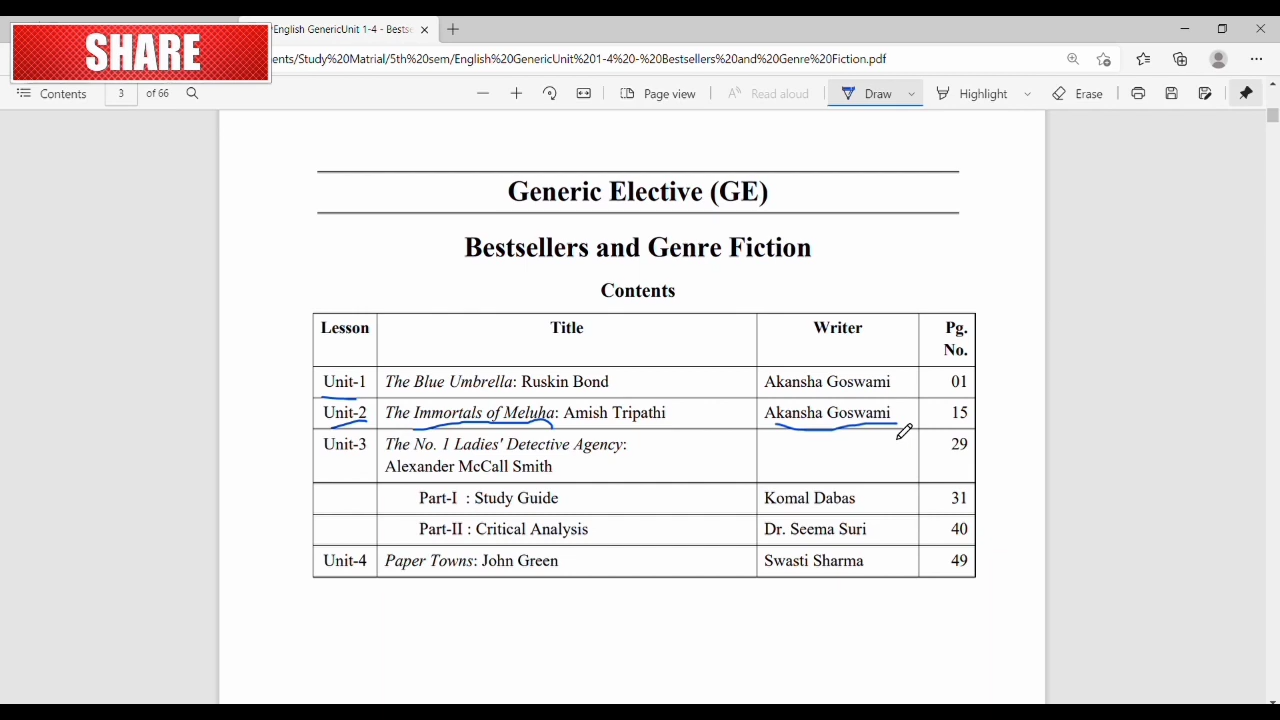 English GenericUnit 1-4 - Bests
SHARE
ents/Study%20Matrial/5th%20sem/English%20GenericUnit%201-4%20-%20Bestsellers%20and%20Genre%20Fiction.pdf
Contents 3 of 66 Page view Read aloud Draw Highlight Erase
Generic Elective (GE)
Bestsellers and Genre Fiction
Contents
Lesson Title Writer Pg. No.
Unit-1 The Blue Umbrella: Ruskin Bond Akansha Goswami 01
Unit-2 The Immortals of Meluha: Amish Tripathi Akansha Goswami 15
Unit-3 The No. 1 Ladies' Detective Agency: 29
Alexander McCall Smith
Part-I : Study Guide Komal Dabas 31
Part-II : Critical Analysis Dr. Seema Suri 40
Unit-4 Paper Towns: John Green Swasti Sharma 49